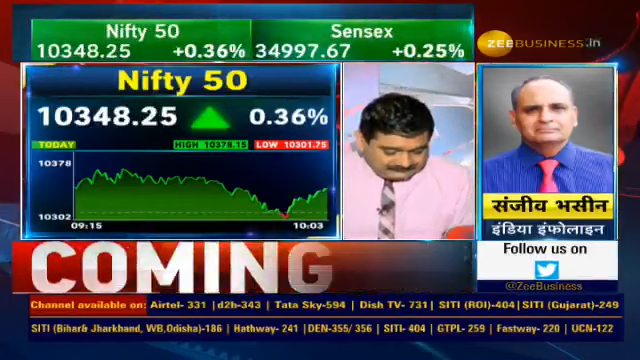 Nifty 50
10348.25 +0.36%
Sensex
34997.67 +0.25%
ZEEBUSINESS.in
Nifty 50
10348.25 0.36%
TODAY HIGH 10378.15 LOW 10301.75
10378
10302
09:15 10:03
संजीव भसीन
इंडिया इंफोलाइन
Follow us on
@ZeeBusiness
COMING
Channel available on: Airtel- 331 |d2h-343 | Tata Sky-594 | Dish TV- 731| SITI (ROI)-404|SITI (Gujarat)-249
SITI (Bihar& Jharkhand, WB,Odisha)-186 | Hathway- 241 |DEN-355/ 356 | SITI- 404 | GTPL- 259 | Fastway- 220 | UCN-122